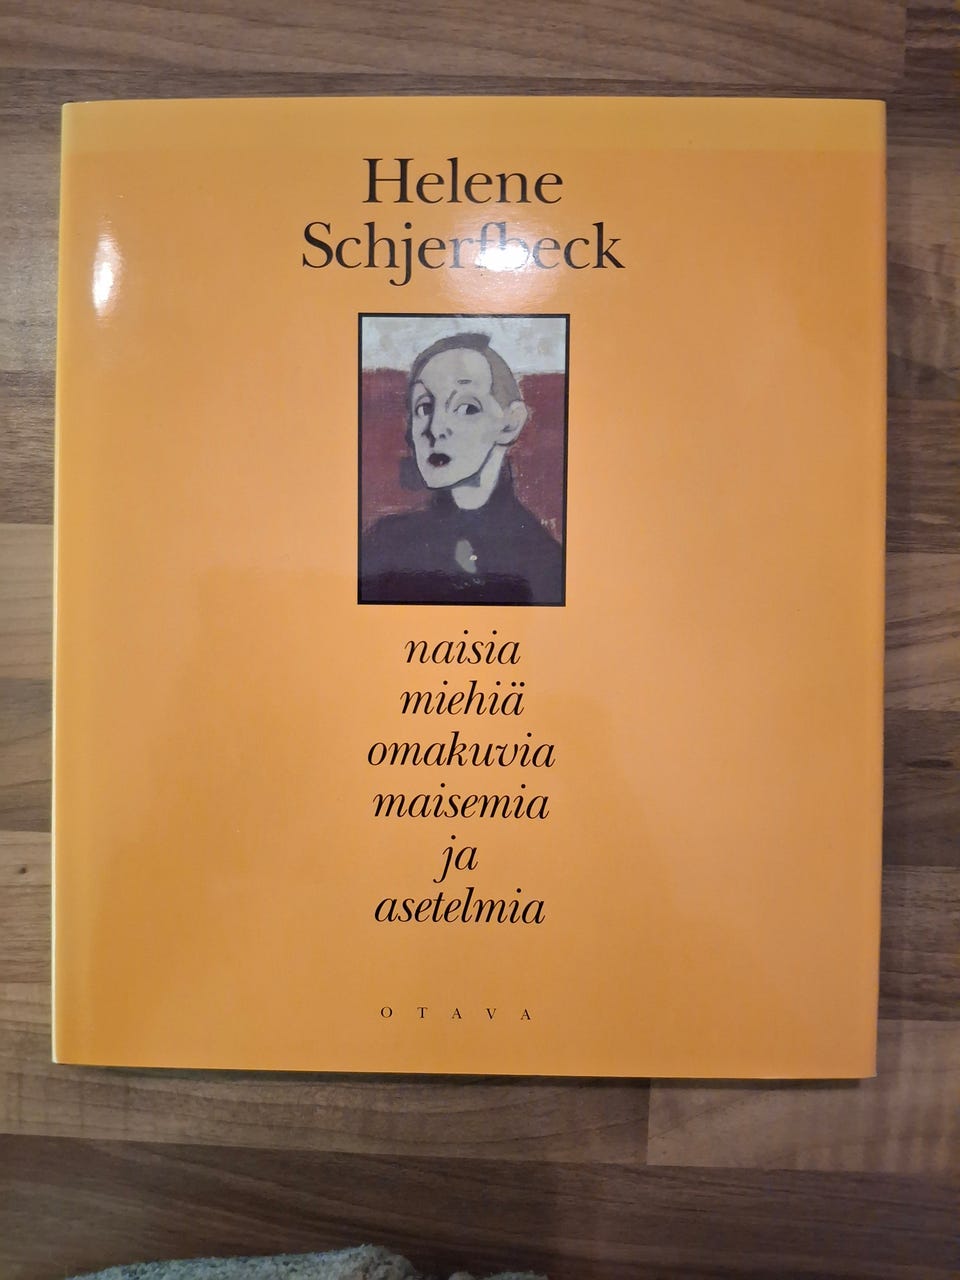 Helene
Schjerfbeck
naisia
miehiä
omakuvia
maisemia
ja
asetelmia
OTAVA